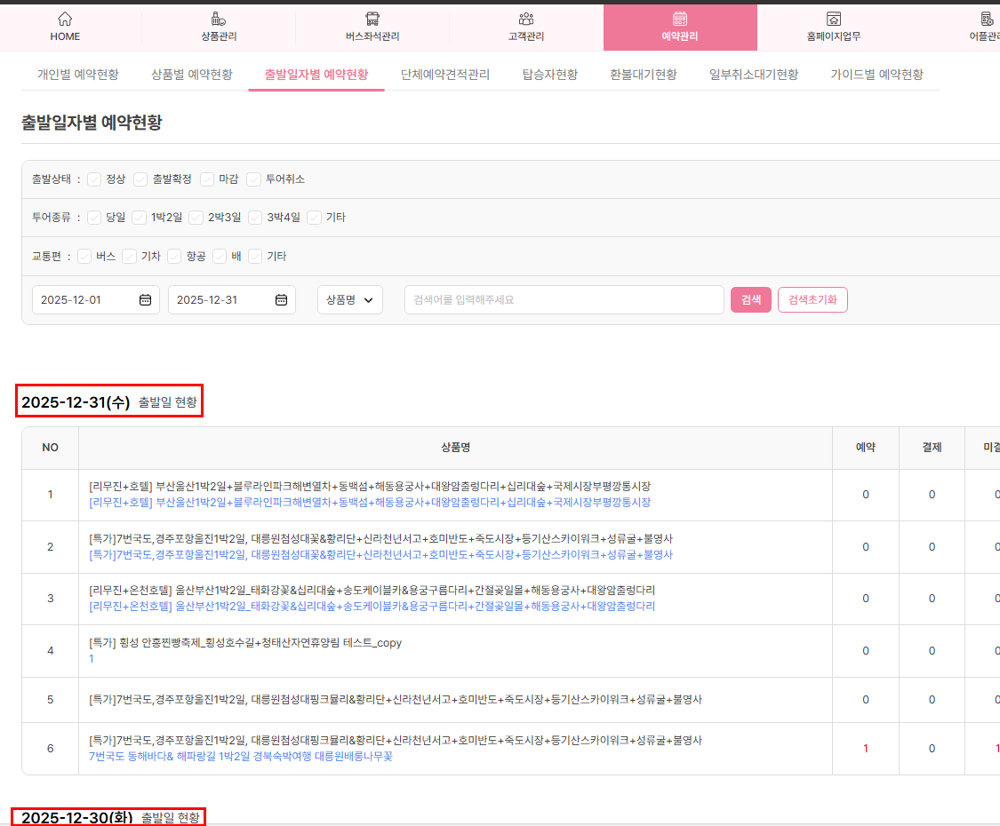 HOME 상품관리 버스좌석관리 고객관리 예약관리 홈페이지업무 어플관리
개인별 예약현황 상품별 예약현황 출발일자별 예약현황 단체예약견적관리 탑승자현황 환불대기현황 일부취소대기현황 가이드별 예약현황
출발일자별 예약현황
출발상태 : 정상 출발확정 마감 투어취소
투어종류 : 당일 1박2일 2박3일 3박4일 기타
교통편 : 버스 기차 항공 배 기타
2025-12-01 2025-12-31 상품명 검색어를 입력해주세요 검색 검색초기화
2025-12-31(수) 출발일 현황
NO 상품명 예약 결제 미결
1 [리무진+호텔] 부산울산1박2일+블루라인파크해변열차+동백섬+해동용궁사+대왕암출렁다리+십리대숲+국제시장부평깡통시장 0 0 0
[리무진+호텔] 부산울산1박2일+블루라인파크해변열차+동백섬+해동용궁사+대왕암출렁다리+십리대숲+국제시장부평깡통시장
2 [특가]7번국도,경주포항울진1박2일, 대릉원첨성대꽃&황리단+신라천년서고+호미반도+죽도시장+등기산스카이워크+성류굴+불영사 0 0 0
[특가]7번국도,경주포항울진1박2일, 대릉원첨성대꽃&황리단+신라천년서고+호미반도+죽도시장+등기산스카이워크+성류굴+불영사
3 [리무진+온천호텔] 울산부산1박2일_태화강꽃&십리대숲+송도케이블카&용궁구름다리+간절곶일몰+해동용궁사+대왕암출렁다리 0 0 0
[리무진+온천호텔] 울산부산1박2일_태화강꽃&십리대숲+송도케이블카&용궁구름다리+간절곶일몰+해동용궁사+대왕암출렁다리
4 [특가] 횡성 안흥찐빵축제_횡성호수길+청태산자연휴양림 테스트_copy 0 0 0
1
5 [특가]7번국도,경주포항울진1박2일, 대릉원첨성대핑크뮬리&황리단+신라천년서고+호미반도+죽도시장+등기산스카이워크+성류굴+불영사 0 0 0
6 [특가]7번국도,경주포항울진1박2일, 대릉원첨성대핑크뮬리&황리단+신라천년서고+호미반도+죽도시장+등기산스카이워크+성류굴+불영사 1 0 1
7번국도 동해바다& 해파랑길 1박2일 경북숙박여행 대릉원배롱나무꽃
2025-12-30(화) 출발일 현황